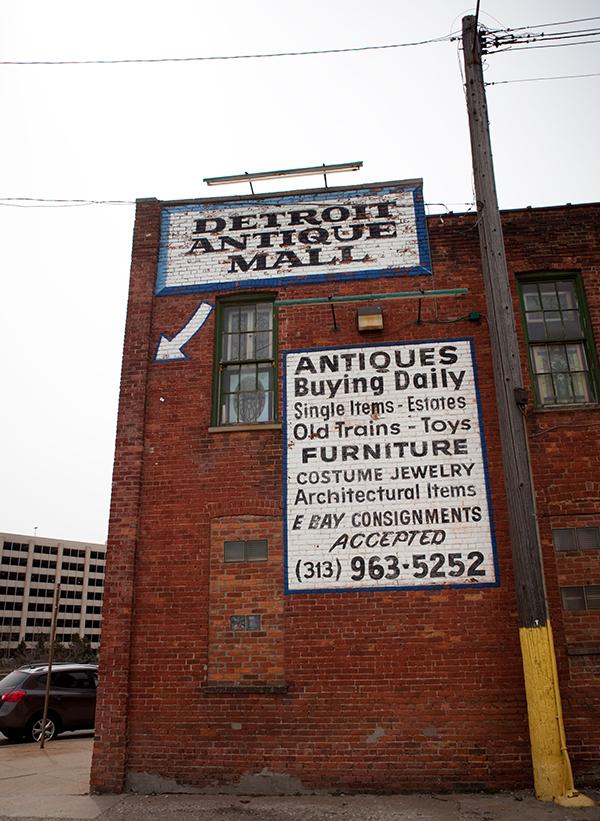 DETROIT
ANTIQUE
MALL
ANTIQUES
Buying Daily
Single Items - Estates
Old Trains - Toys
FURNITURE
COSTUME JEWELRY
Architectural Items
E BAY CONSIGNMENTS
ACCEPTED
(313) 963-5252